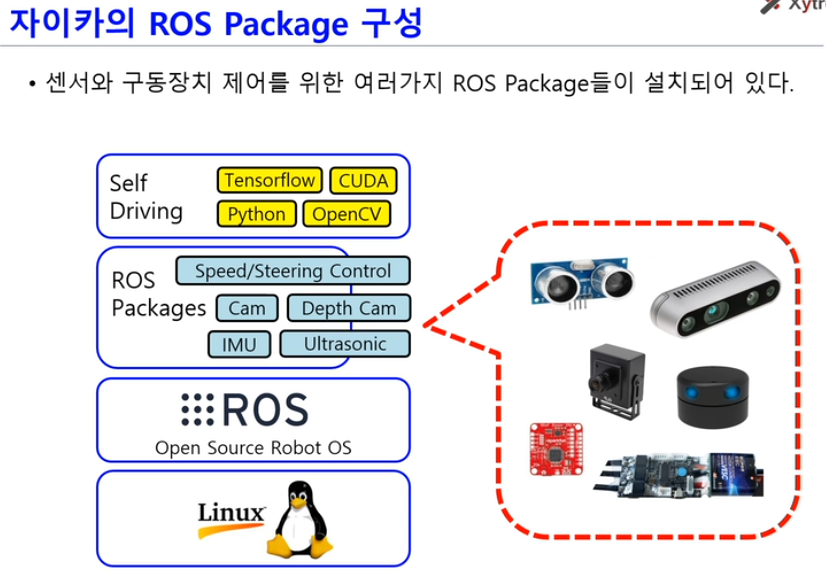 자이카의 ROS Package 구성
• 센서와 구동장치 제어를 위한 여러가지 ROS Package들이 설치되어 있다.
Self
Driving
Tensorflow
CUDA
Python
OpenCV
ROS
Packages
Speed/Steering Control
Cam
Depth Cam
IMU
Ultrasonic
ROS
Open Source Robot OS
Linux